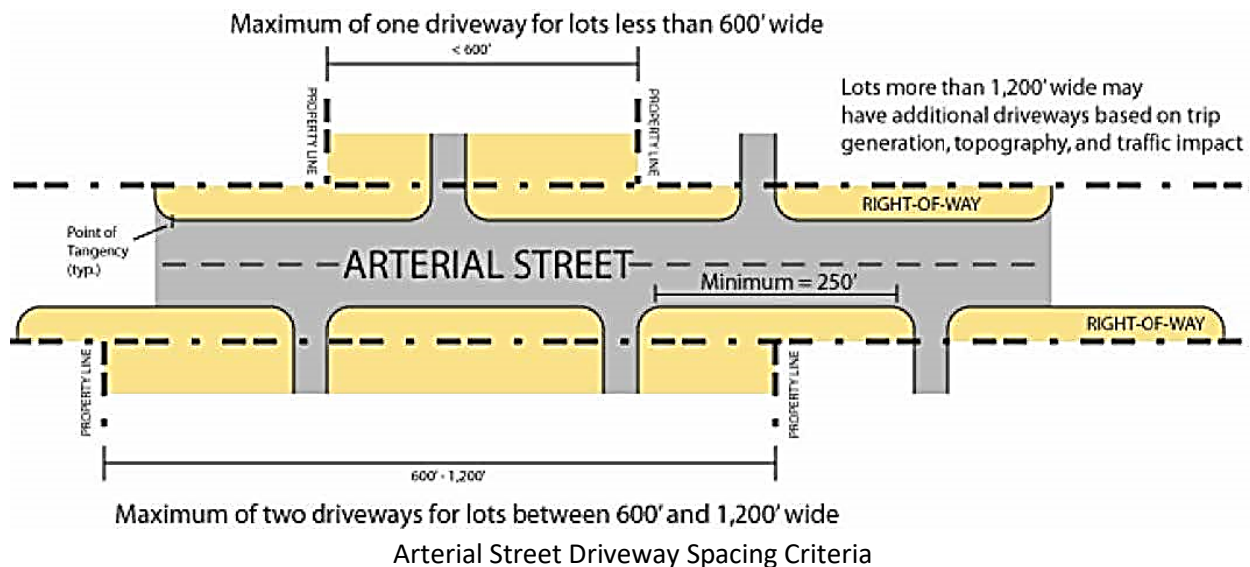 Maximum of one driveway for lots less than 600' wide
< 600'
PROPERTY LINE
PROPERTY LINE
Lots more than 1,200' wide may
have additional driveways based on trip
generation, topography, and traffic impact
RIGHT-OF-WAY
Point of
Tangency
(typ.)
ARTERIAL STREET
Minimum = 250'
RIGHT-OF-WAY
PROPERTY LINE
PROPERTY LINE
600' - 1,200'
Maximum of two driveways for lots between 600' and 1,200' wide
Arterial Street Driveway Spacing Criteria